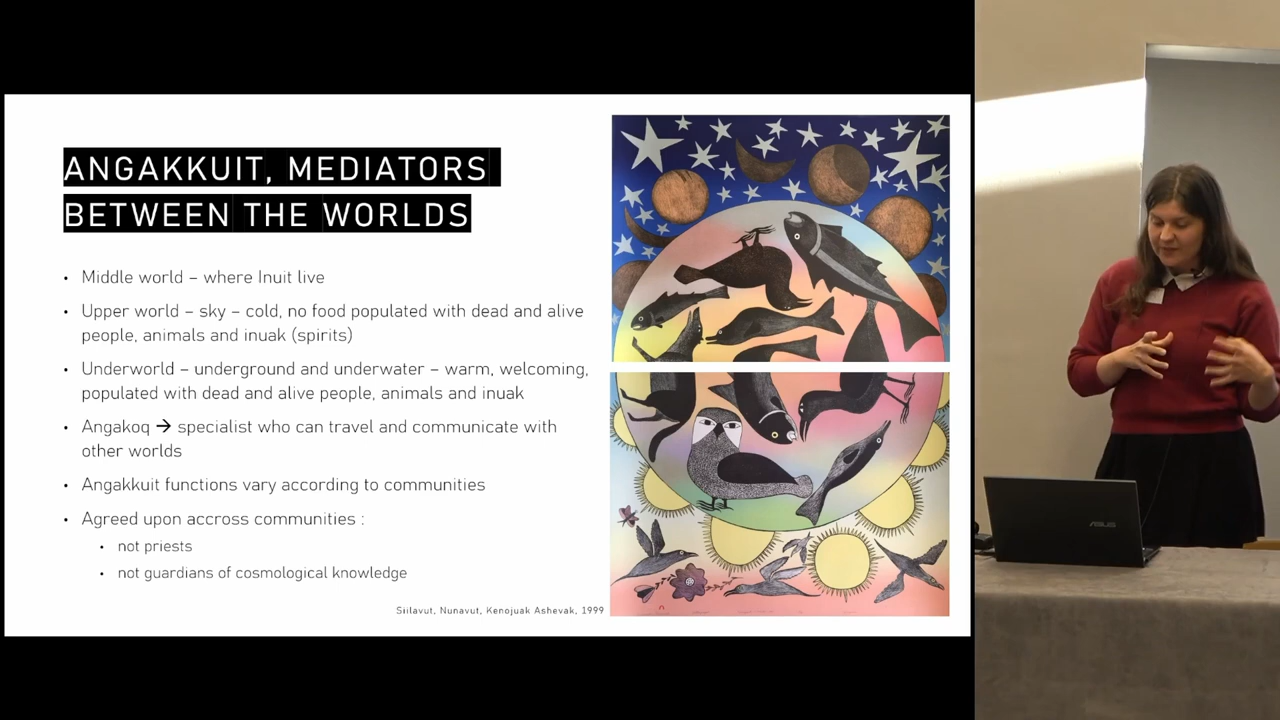 ANGAKKUIT, MEDIATORS
BETWEEN THE WORLDS
• Middle world – where Inuit live
• Upper world – sky – cold, no food populated with dead and alive
people, animals and inuak (spirits)
• Underworld – underground and underwater – warm, welcoming,
populated with dead and alive people, animals and inuak
• Angakoq → specialist who can travel and communicate with
other worlds
• Angakkuit functions vary according to communities
• Agreed upon accross communities :
• not priests
• not guardians of cosmological knowledge
Siilavut, Nunavut, Kenojuak Ashevak, 1999
ASUS